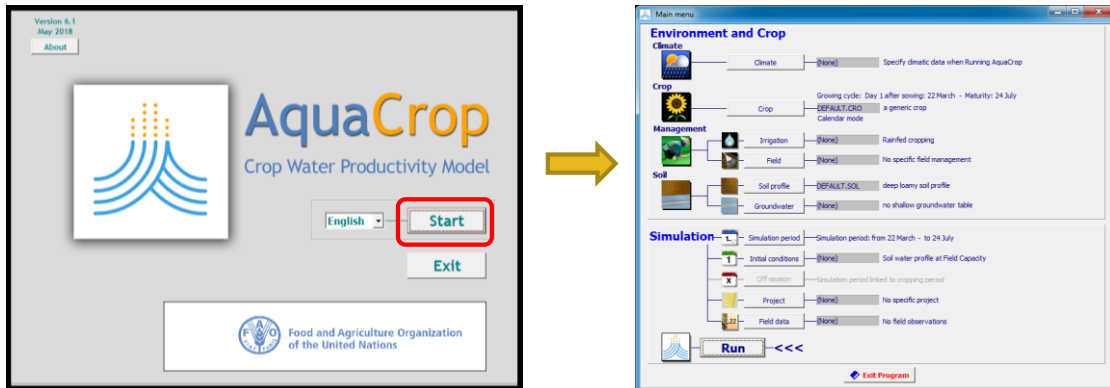 Version 6.1
May 2018
About
AquaCrop
Crop Water Productivity Model
English
Start
Exit
FAO
Food and Agriculture Organization
of the United Nations
Main menu
Environment and Crop
Climate
Climate (None) Specify climatic data when Running AquaCrop
Crop
Growing cycle: Day 1 after sowing: 22 March - Maturity: 24 July
Crop DEFAULT.CRO a generic crop
Calendar mode
Management
Irrigation (None) Rainfed cropping
Field (None) No specific field management
Soil
Soil profile DEFAULT.SOL deep loamy soil profile
Groundwater (None) no shallow groundwater table
Simulation
Simulation period Simulation period: from 22 March - to 24 July
Initial conditions (None) Soil water profile at Field Capacity
Off-season Simulation period linked to cropping period
Project (None) No specific project
Field data (None) No field observations
Run <<<
Exit Program